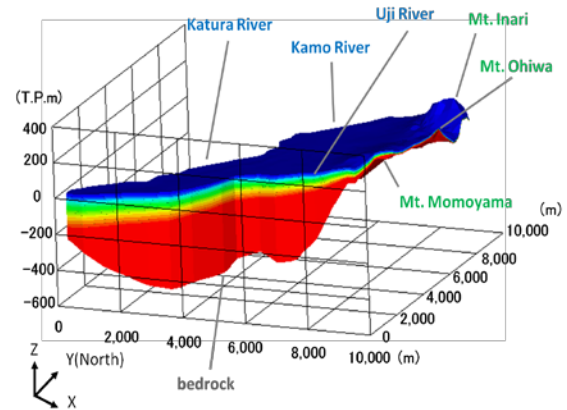 Uji River
Mt. Inari
Katura River
Kamo River
Mt. Ohiwa
(T.P.m)
400
200
0
-200
-400
-600
Mt. Momoyama
(m)
10,000
8,000
6,000
4,000
2,000
0
0
2,000
4,000
6,000
8,000
10,000 (m)
Z
Y(North)
X
bedrock